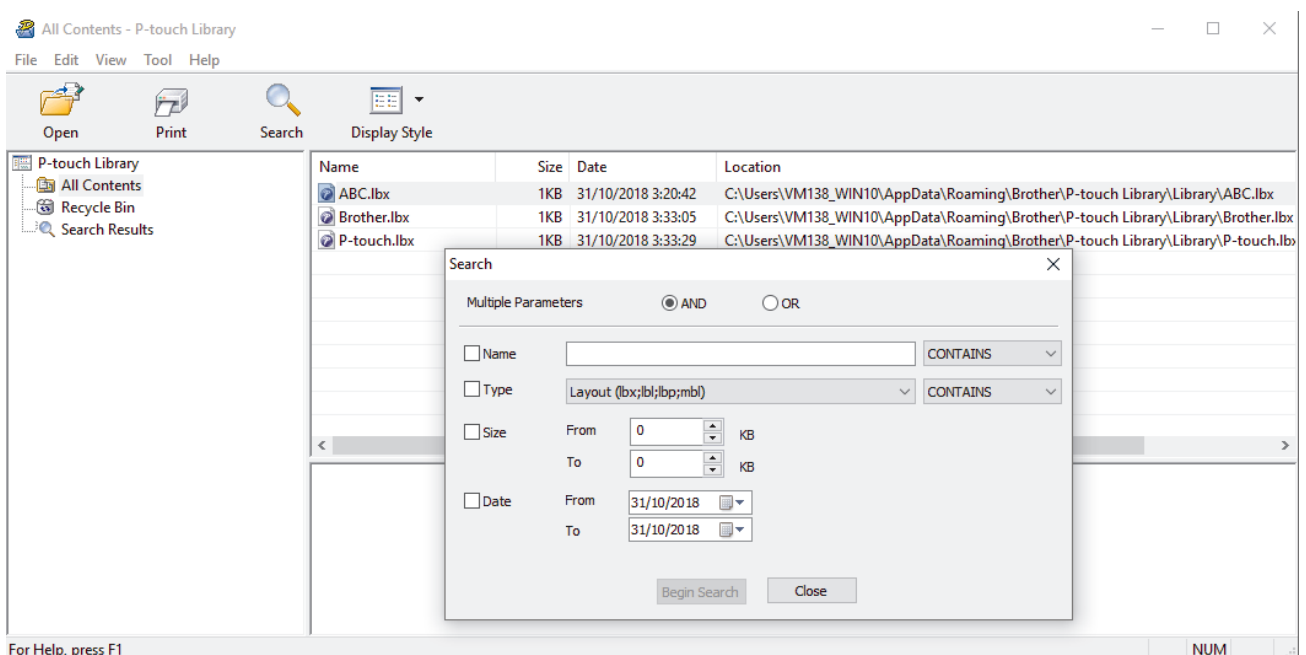 All Contents - P-touch Library
File Edit View Tool Help
Open Print Search Display Style
P-touch Library
All Contents
Recycle Bin
Search Results
Name Size Date Location
ABC.lbx 1KB 31/10/2018 3:20:42 C:\Users\VM138_WIN10\AppData\Roaming\Brother\P-touch Library\Library\ABC.lbx
Brother.lbx 1KB 31/10/2018 3:33:05 C:\Users\VM138_WIN10\AppData\Roaming\Brother\P-touch Library\Library\Brother.lbx
P-touch.lbx 1KB 31/10/2018 3:33:29 C:\Users\VM138_WIN10\AppData\Roaming\Brother\P-touch Library\Library\P-touch.lb
Search
Multiple Parameters AND OR
Name CONTAINS
Type Layout (lbx;lbl;lbp;mbl) CONTAINS
Size From 0 KB
To 0 KB
Date From 31/10/2018
To 31/10/2018
Begin Search Close
For Help, press F1 NUM